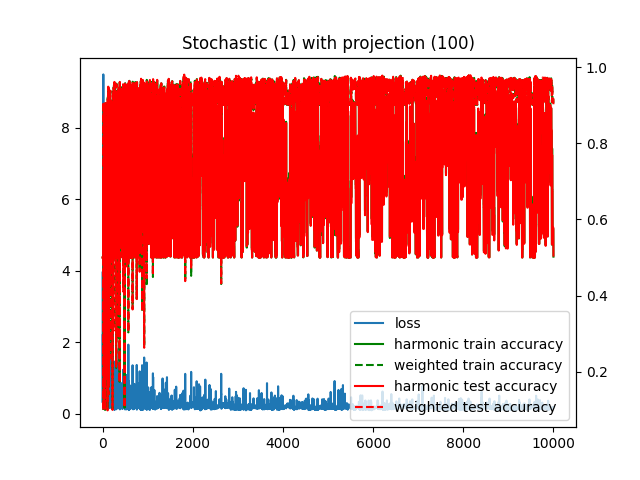 Stochastic (1) with projection (100)
8
6
4
2
0
1.0
0.8
0.6
0.4
0.2
loss
harmonic train accuracy
weighted train accuracy
harmonic test accuracy
weighted test accuracy
0 2000 4000 6000 8000 10000